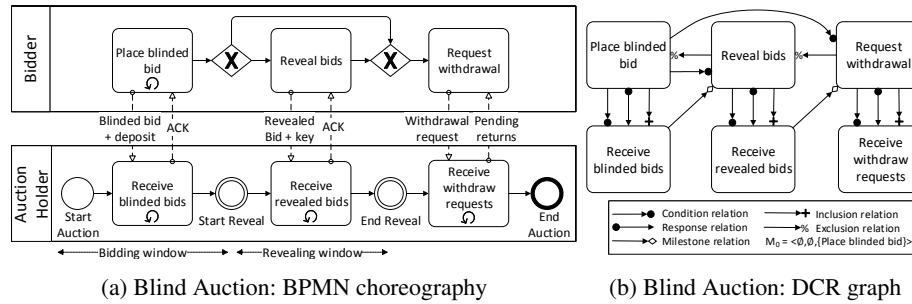 Bidder
Place blinded
bid
X
Reveal bids
X
Request
withdrawal
Blinded bid
+ deposit
ACK
Revealed
Bid + key
ACK
Withdrawal
request
Pending
returns
Auction
Holder
Start
Auction
Receive
blinded bids
Start Reveal
Receive
revealed bids
End Reveal
Receive
withdraw
requests
End
Auction
Bidding window
Revealing window
(a) Blind Auction: BPMN choreography
Place blinded
bid
%
Reveal bids
%
Request
withdrawal
Receive
blinded bids
Receive
revealed bids
Receive
withdraw
requests
Condition relation
Response relation
Milestone relation
Inclusion relation
% Exclusion relation
M₀ = <Ø,Ø,{Place blinded bid}>
(b) Blind Auction: DCR graph